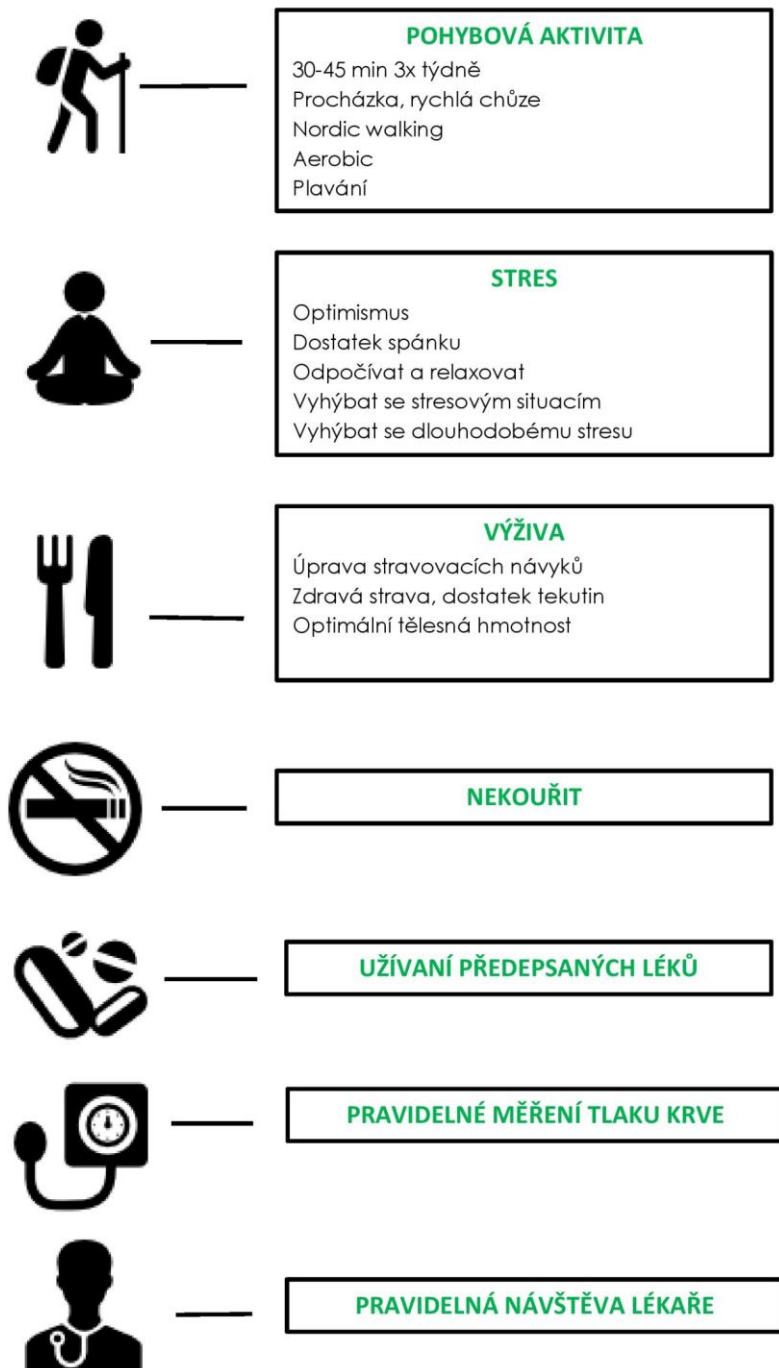 POHYBOVÁ AKTIVITA
30-45 min 3x týdně
Procházka, rychlá chůze
Nordic walking
Aerobic
Plavání
STRES
Optimismus
Dostatek spánku
Odpočívat a relaxovat
Vyhýbat se stresovým situacím
Vyhýbat se dlouhodobému stresu
VÝŽIVA
Úprava stravovacích návyků
Zdravá strava, dostatek tekutin
Optimální tělesná hmotnost
NEKOUŘIT
UŽÍVANÍ PŘEDEPSANÝCH LÉKŮ
PRAVIDELNÉ MĚŘENÍ TLAKU KRVE
PRAVIDELNÁ NÁVŠTĚVA LÉKAŘE